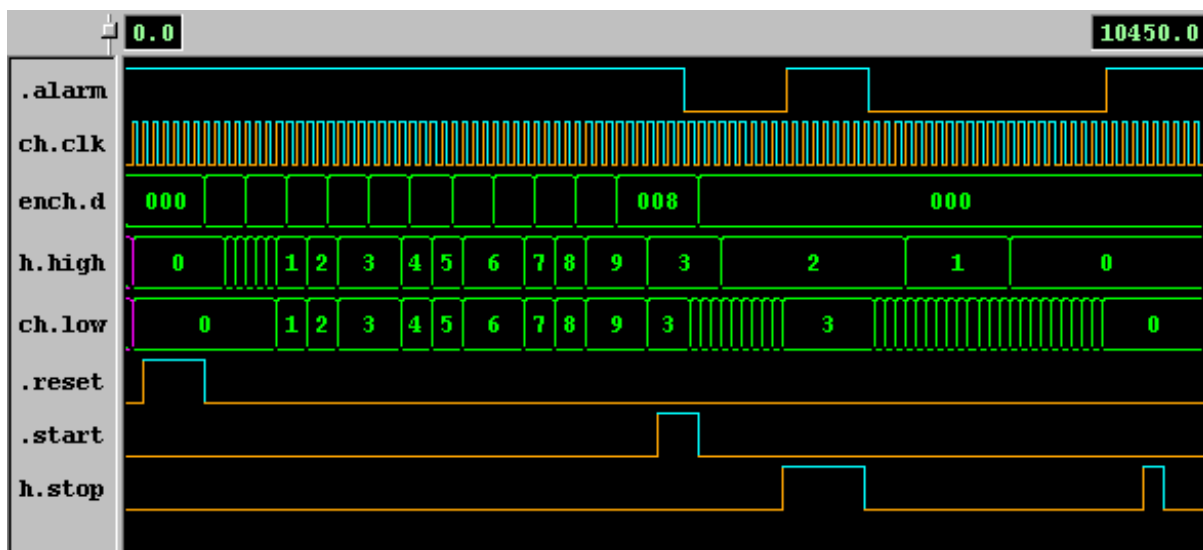 0.0 10450.0
.alarm
ch.clk
ench.d 000 008 000
h.high 0 1 2 3 4 5 6 7 8 9 3 2 1 0
ch.low 0 1 2 3 4 5 6 7 8 9 3 3 0
.reset
.start
h.stop